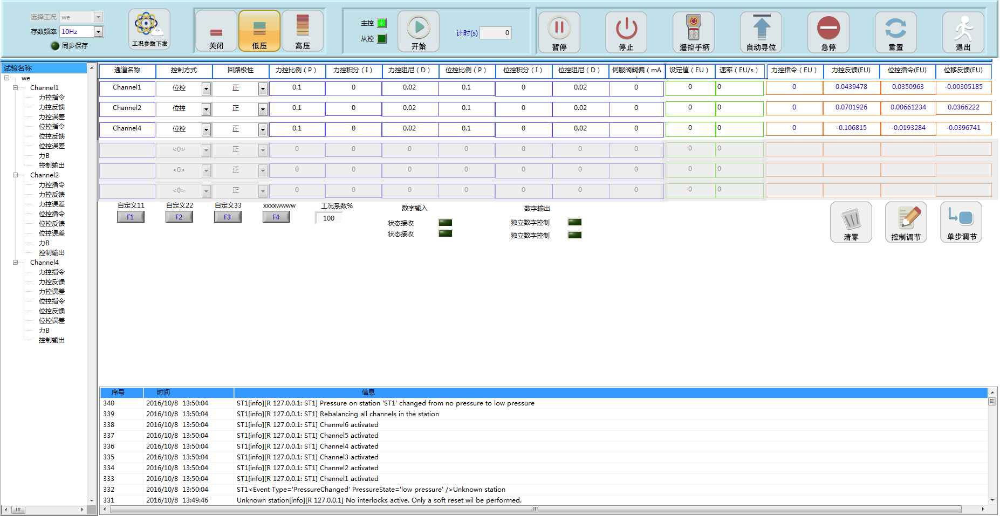 选择工况 we
存数频率 10Hz
同步保存
工况参数下发
关闭
低压
高压
主控
从控
开始
计时(s) 0
暂停
停止
遥控手柄
自动寻位
急停
重置
退出
试验名称
we
Channel1
力控指令
力控反馈
力控误差
位控指令
位控反馈
位控误差
力B
控制输出
Channel2
力控指令
力控反馈
力控误差
位控指令
位控反馈
位控误差
力B
控制输出
Channel4
力控指令
力控反馈
力控误差
位控指令
位控反馈
位控误差
力B
控制输出
通道名称 控制方式 回路极性 力控比例（P） 力控积分（I） 力控阻尼（D） 位控比例（P） 位控积分（I） 位控阻尼（D） 伺服阀阀偏（mA 设定值（EU） 速率（EU/s） 力控指令（EU） 力控反馈(EU) 位控指令(EU) 位移反馈(EU)
Channel1 位控 正 0.1 0 0.02 0.1 0 0.02 0 0 0 0 0.0439478 0.0350963 -0.00305185
Channel2 位控 正 0.1 0 0.02 0.1 0 0.02 0 0 0 0 0.0701926 0.00661234 0.0366222
Channel4 位控 正 0.1 0 0.02 0.1 0 0.02 0 0 0 0 -0.106815 -0.0193284 -0.0396741
<0> 正 0 0 0 0 0 0 0 0 0
<0> 正 0 0 0 0 0 0 0 0 0
<0> 正 0 0 0 0 0 0 0 0 0
自定义11 自定义22 自定义33 xxxxwwww 工况系数% 数字输入 数字输出
F1 F2 F3 F4 100
状态接收 独立数字控制
状态接收 独立数字控制
清零
控制调节
单步调节
序号 时间 信息
340 2016/10/8 13:50:04 ST1[info][R 127.0.0.1: ST1] Pressure on station 'ST1' changed from no pressure to low pressure
339 2016/10/8 13:50:04 ST1[info][R 127.0.0.1: ST1] Rebalancing all channels in the station
338 2016/10/8 13:50:04 ST1[info][R 127.0.0.1: ST1] Channel6 activated
337 2016/10/8 13:50:04 ST1[info][R 127.0.0.1: ST1] Channel5 activated
336 2016/10/8 13:50:04 ST1[info][R 127.0.0.1: ST1] Channel4 activated
335 2016/10/8 13:50:04 ST1[info][R 127.0.0.1: ST1] Channel3 activated
334 2016/10/8 13:50:04 ST1[info][R 127.0.0.1: ST1] Channel2 activated
333 2016/10/8 13:50:04 ST1[info][R 127.0.0.1: ST1] Channel1 activated
332 2016/10/8 13:50:04 ST1<Event Type='PressureChanged' PressureState='low pressure' />Unknown station
331 2016/10/8 13:49:46 Unknown station[info][R 127.0.0.1] No interlocks active. Only a soft reset wil be performed.